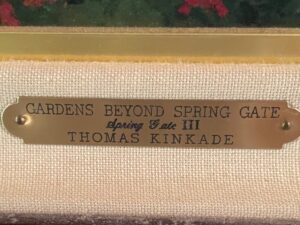 GARDENS BEYOND SPRING GATE
Spring Gate III
THOMAS KINKADE